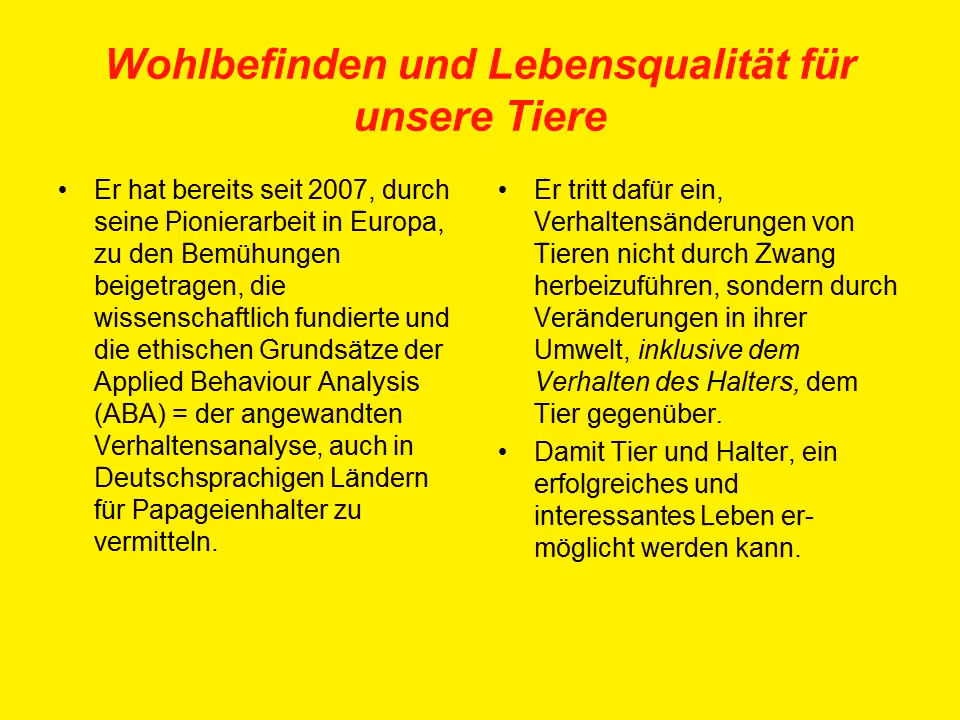 Wohlbefinden und Lebensqualität für
unsere Tiere
• Er hat bereits seit 2007, durch
seine Pionierarbeit in Europa,
zu den Bemühungen
beigetragen, die
wissenschaftlich fundierte und
die ethischen Grundsätze der
Applied Behaviour Analysis
(ABA) = der angewandten
Verhaltensanalyse, auch in
Deutschsprachigen Ländern
für Papageienhalter zu
vermitteln.
• Er tritt dafür ein,
Verhaltensänderungen von
Tieren nicht durch Zwang
herbeizuführen, sondern durch
Veränderungen in ihrer
Umwelt, inklusive dem
Verhalten des Halters, dem
Tier gegenüber.
• Damit Tier und Halter, ein
erfolgreiches und
interessantes Leben er-
möglicht werden kann.